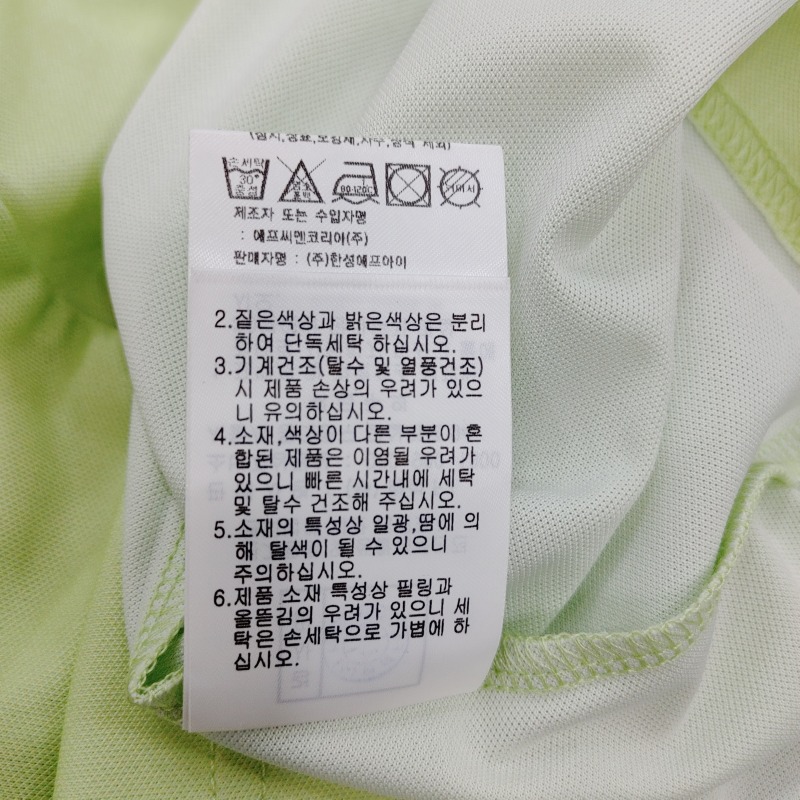 손세탁
30°
중성
염소
표백
80-120℃
제조자 또는 수입자명
: 에프씨엔코리아(주)
판매자명 : (주)한성에프아이
2.짙은색상과 밝은색상은 분리
하여 단독세탁 하십시오.
3.기계건조(탈수 및 열풍건조)
시 제품 손상의 우려가 있으
니 유의하십시오.
4.소재,색상이 다른 부분이 혼
합된 제품은 이염될 우려가
있으니 빠른 시간내에 세탁
및 탈수 건조해 주십시오.
5.소재의 특성상 일광,땀에 의
해 탈색이 될 수 있으니
주의하십시오.
6.제품 소재 특성상 필링과
올뜯김의 우려가 있으니 세
탁은 손세탁으로 가볍에 하
십시오.